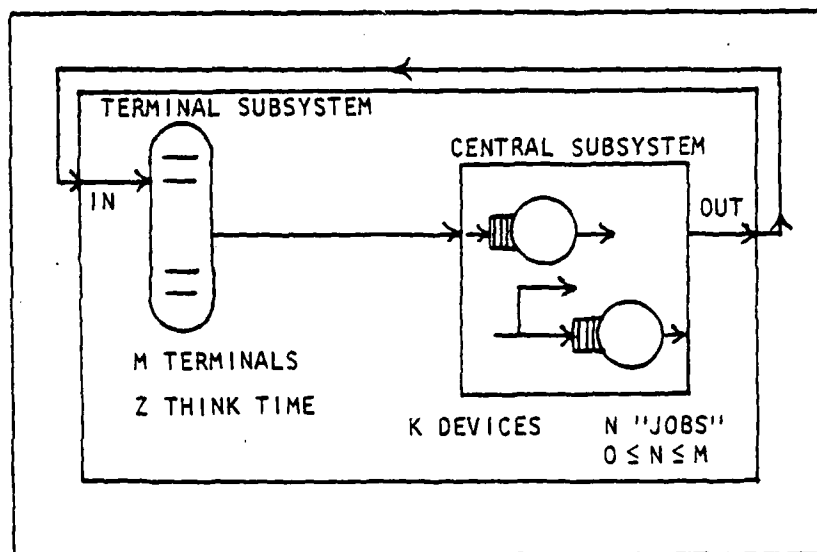 TERMINAL SUBSYSTEM
CENTRAL SUBSYSTEM
IN
OUT
M TERMINALS
Z THINK TIME
K DEVICES
N "JOBS"
0 ≤ N ≤ M